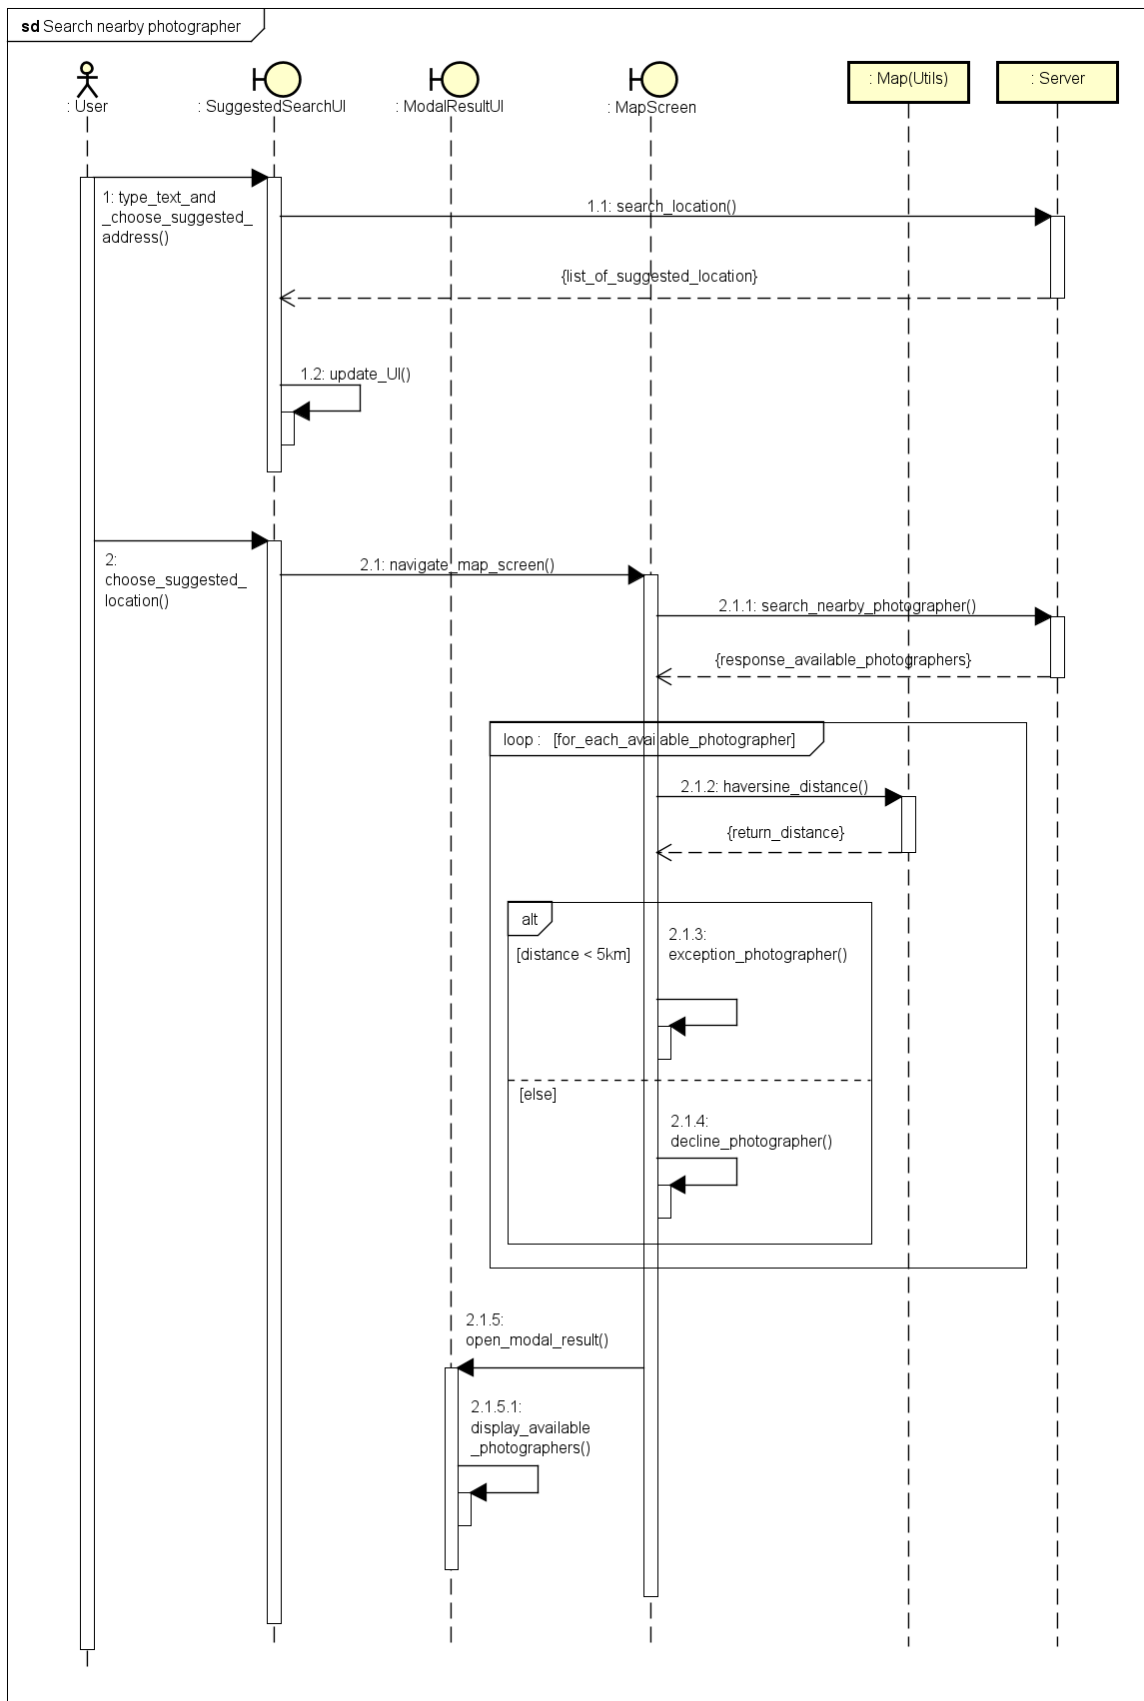 sd Search nearby photographer
: User
: SuggestedSearchUI
: ModalResultUI
: MapScreen
: Map(Utils)
: Server
1: type_text_and
_choose_suggested_
address()
1.1: search_location()
{list_of_suggested_location}
1.2: update_UI()
2:
choose_suggested_
location()
2.1: navigate_map_screen()
2.1.1: search_nearby_photographer()
{response_available_photographers}
loop : [for_each_available_photographer]
2.1.2: haversine_distance()
{return_distance}
alt
[distance < 5km]
2.1.3:
exception_photographer()
[else]
2.1.4:
decline_photographer()
2.1.5:
open_modal_result()
2.1.5.1:
display_available
_photographers()